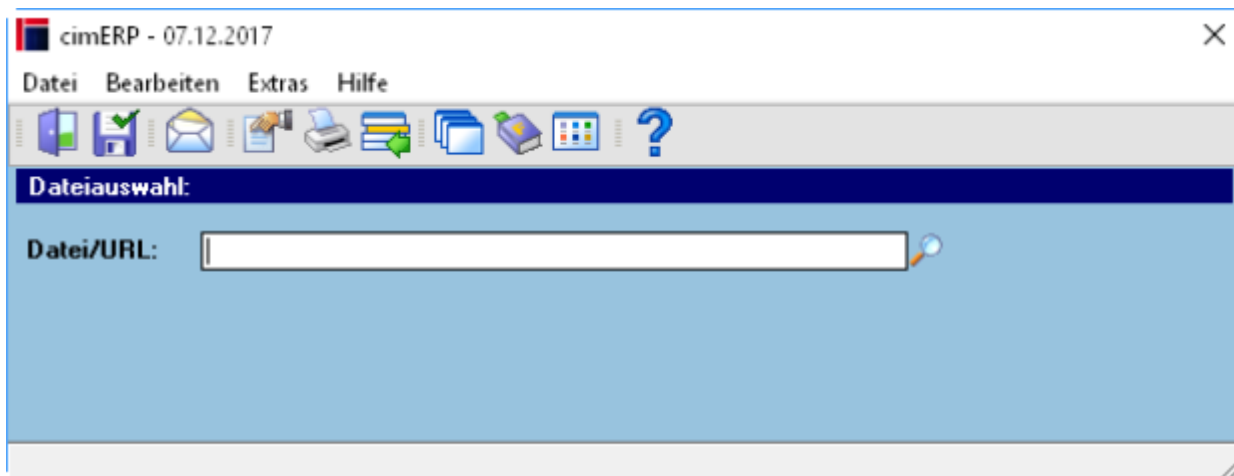 cimERP - 07.12.2017
Datei Bearbeiten Extras Hilfe
Dateiauswahl:
Datei/URL: